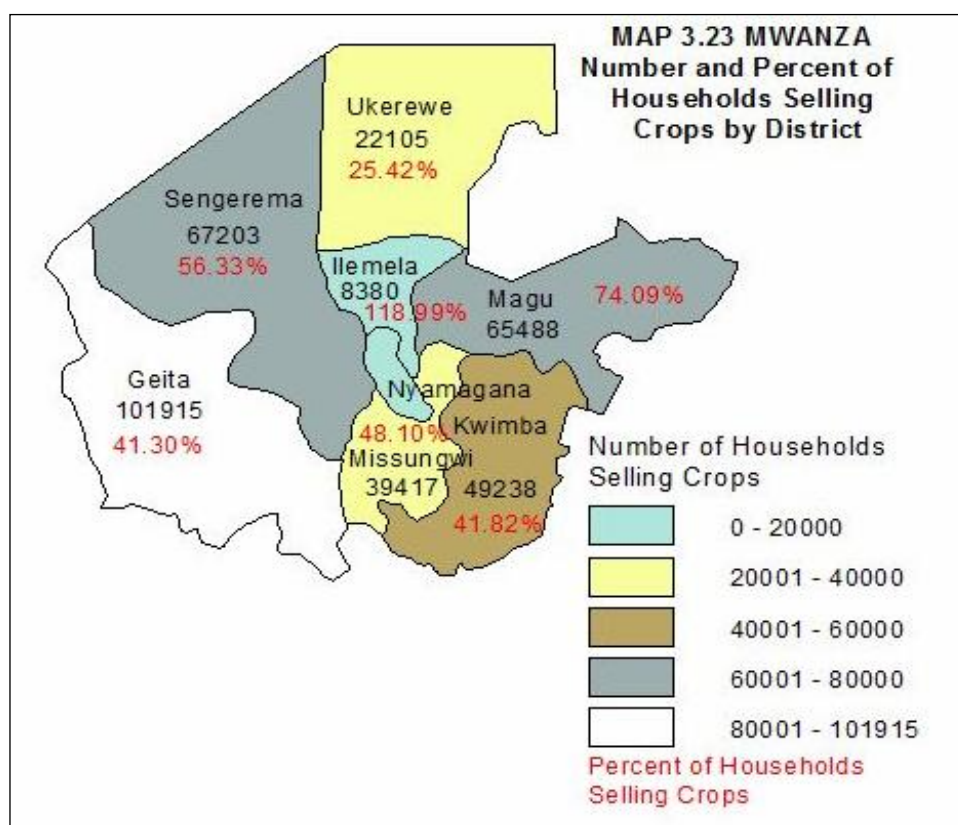 MAP 3.23 MWANZA
Number and Percent of
Households Selling
Crops by District
Ukerewe
22105
25.42%
Sengerema
67203
56.33%
Ilemela
8380
118.99%
Magu
65488
74.09%
Geita
101915
41.30%
Nyamagana
48.10%
Missungwi
39417
Kwimba
49238
41.82%
Number of Households
Selling Crops
0 - 20000
20001 - 40000
40001 - 60000
60001 - 80000
80001 - 101915
Percent of Households
Selling Crops